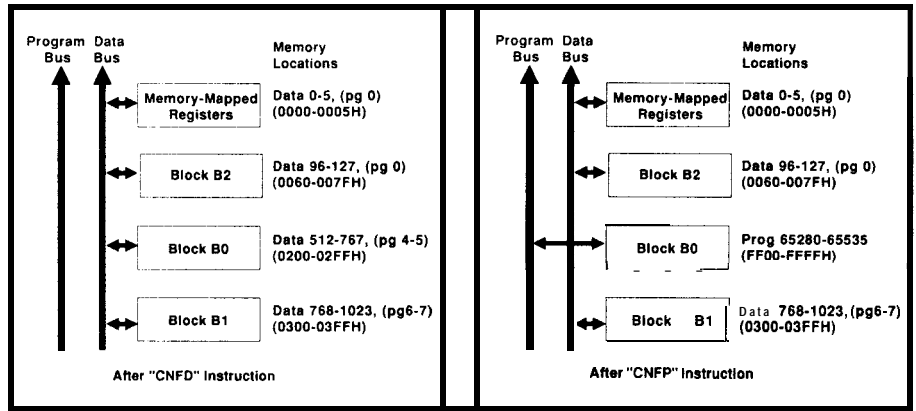 Program Data
Bus Bus
Memory
Locations
Memory-Mapped
Registers
Data 0-5, (pg 0)
(0000-0005H)
Block B2
Data 96-127, (pg 0)
(0060-007FH)
Block B0
Data 512-767, (pg 4-5)
(0200-02FFH)
Block B1
Data 768-1023, (pg6-7)
(0300-03FFH)
After "CNFD" Instruction
Program Data
Bus Bus
Memory
Locations
Memory-Mapped
Registers
Data 0-5, (pg 0)
(0000-0005H)
Block B2
Data 96-127, (pg 0)
(0060-007FH)
Block B0
Prog 65280-65535
(FF00-FFFFH)
Block B1
Data 768-1023,(pg6-7)
(0300-03FFH)
After "CNFP" Instruction